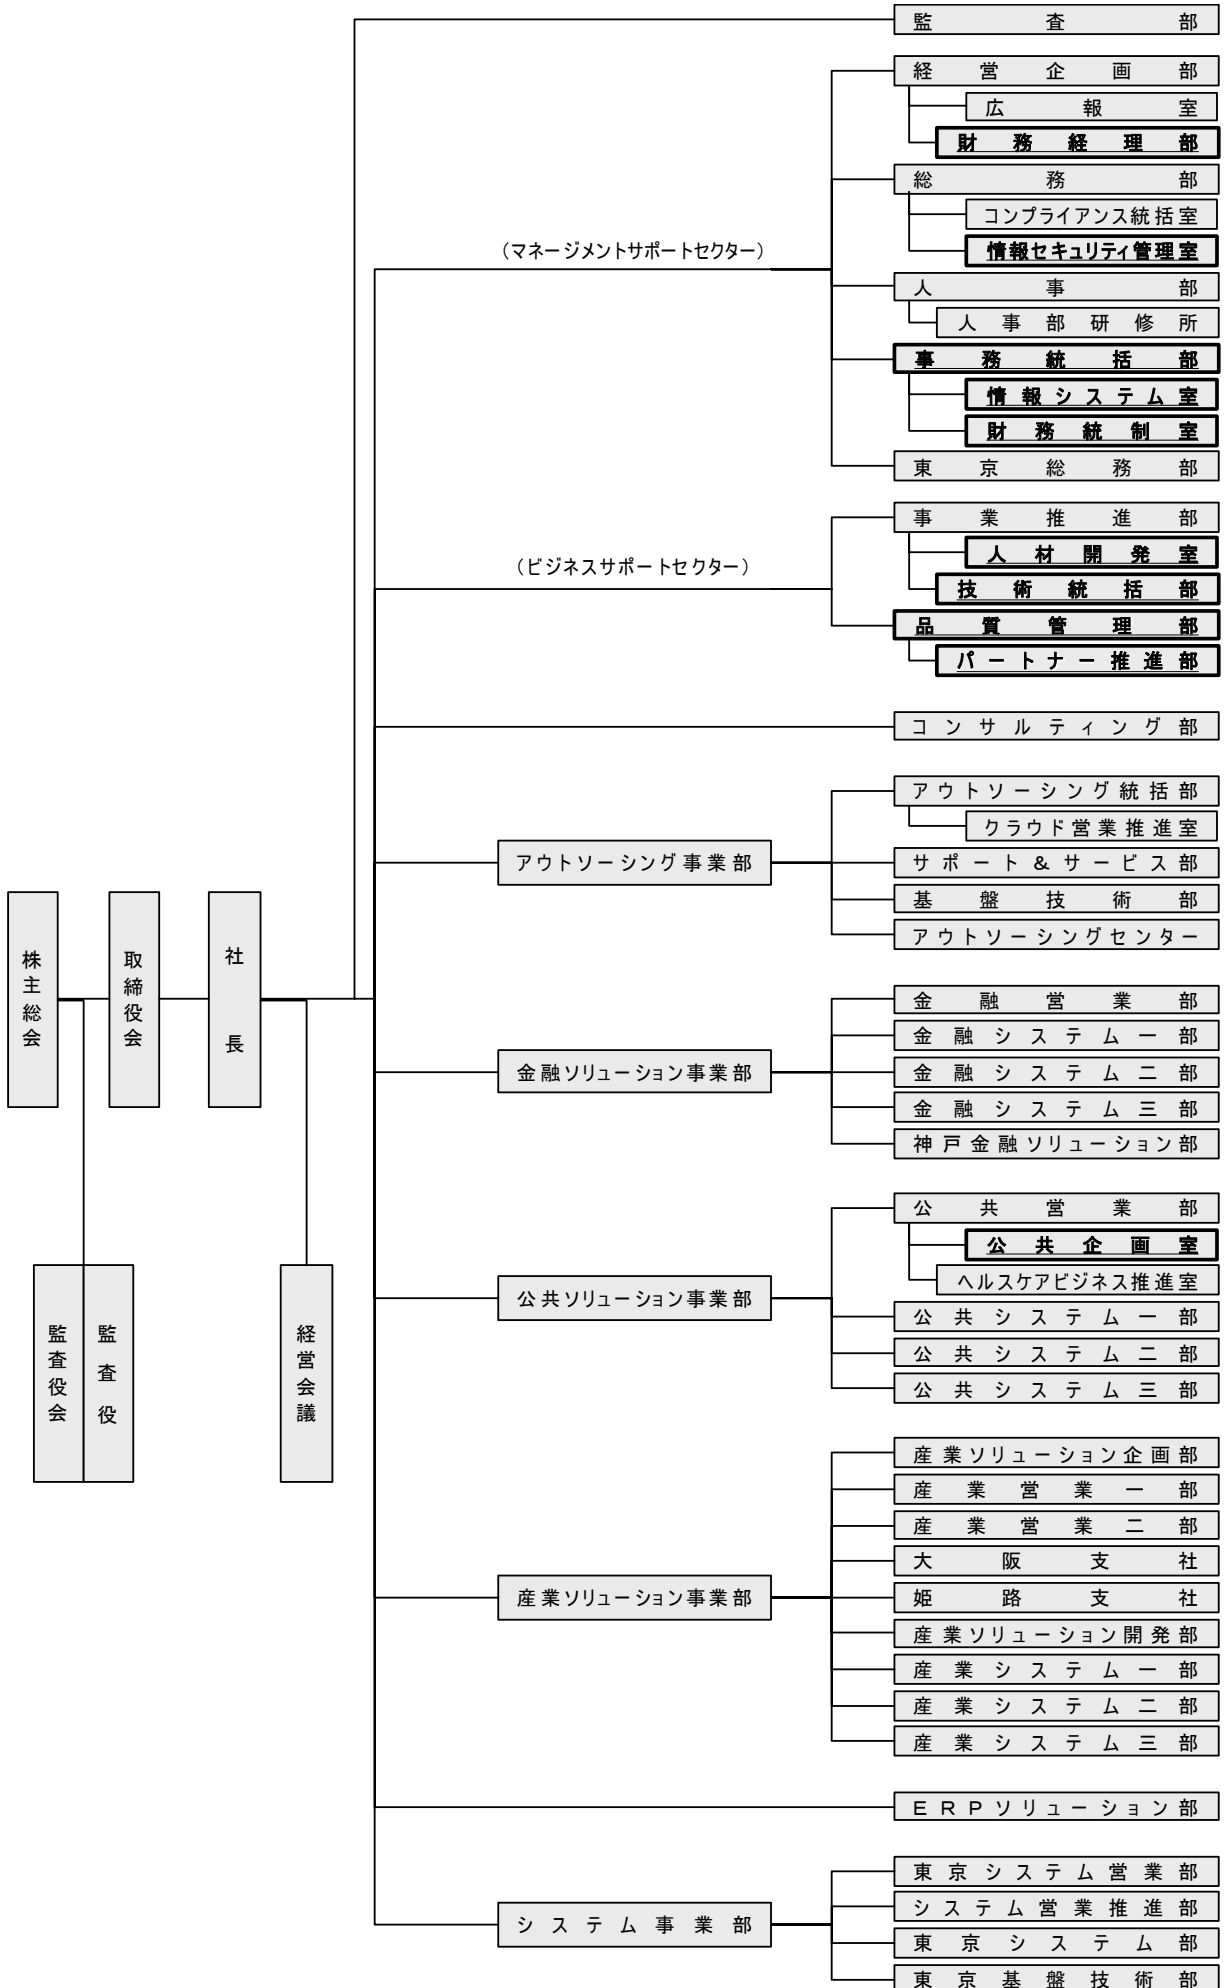 監査部
経営企画部
広報室
財務経理部
総務部
コンプライアンス統括室
(マネージメントサポートセクター)
情報セキュリティ管理室
人事部
人事部研修所
事務統括部
情報システム室
財務統制室
東京総務部
事業推進部
人材開発室
(ビジネスサポートセクター)
技術統括部
品質管理部
パートナー推進部
コンサルティング部
アウトソーシング事業部
アウトソーシング統括部
クラウド営業推進室
サポート&サービス部
基盤技術部
アウトソーシングセンター
株主総会
取締役会
社長
監査役会
監査役
経営会議
金融ソリューション事業部
金融営業部
金融システム一部
金融システム二部
金融システム三部
神戸金融ソリューション部
公共ソリューション事業部
公共営業部
公共企画室
ヘルスケアビジネス推進室
公共システム一部
公共システム二部
公共システム三部
産業ソリューション事業部
産業ソリューション企画部
産業営業一部
産業営業二部
大阪支社
姫路支社
産業ソリューション開発部
産業システム一部
産業システム二部
産業システム三部
ERPソリューション部
システム事業部
東京システム営業部
システム営業推進部
東京システム部
東京基盤技術部